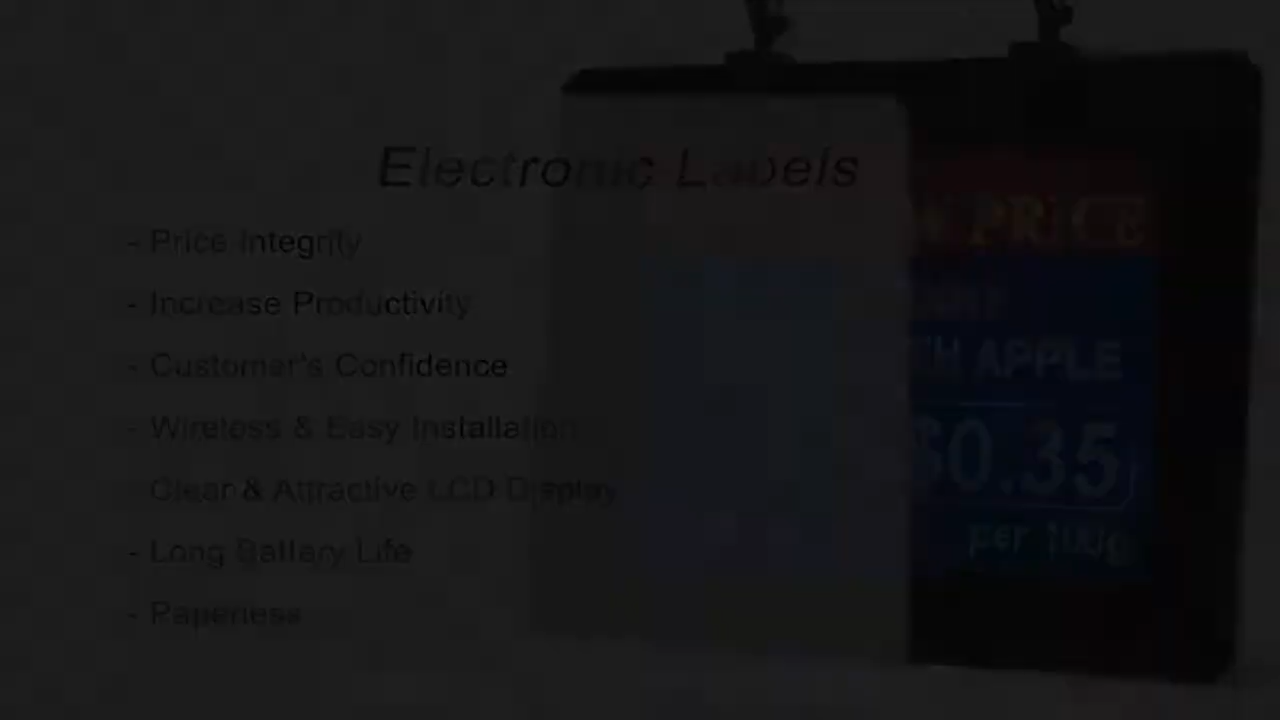 Electronic Labels
- Price Integrity
- Increase Productivity
- Customer's Confidence
- Wireless & Easy Installation
Clear & Attractive LCD Display
- Long Battery Life
- Paperless
PRICE
APPLE
$0.35
per 100g